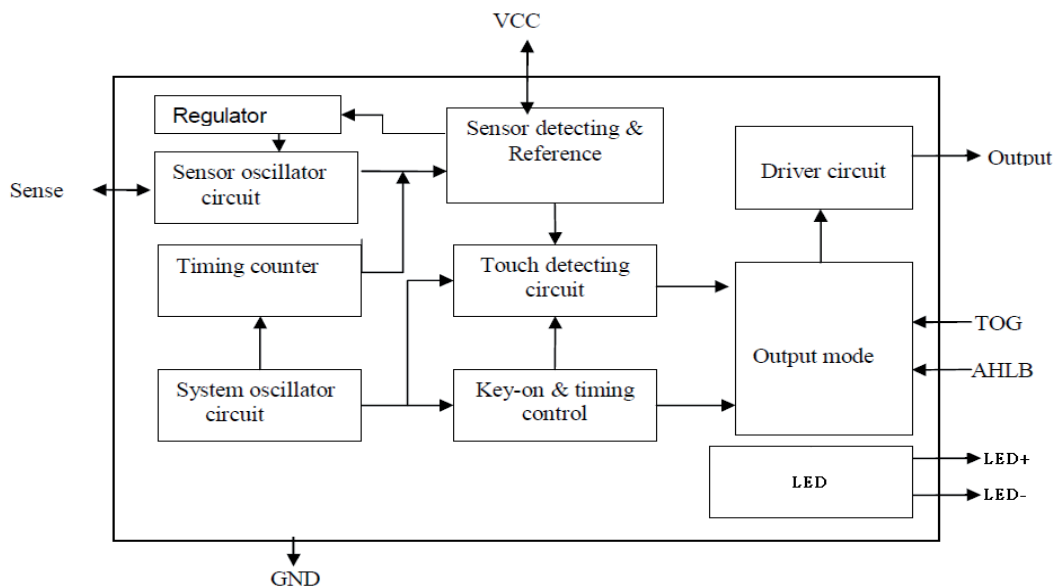 VCC
Regulator
Sensor detecting &
Reference
Sensor oscillator
circuit
Driver circuit
Output
Sense
Timing counter
Touch detecting
circuit
Output mode
TOG
AHLB
System oscillator
circuit
Key-on & timing
control
LED
LED+
LED-
GND